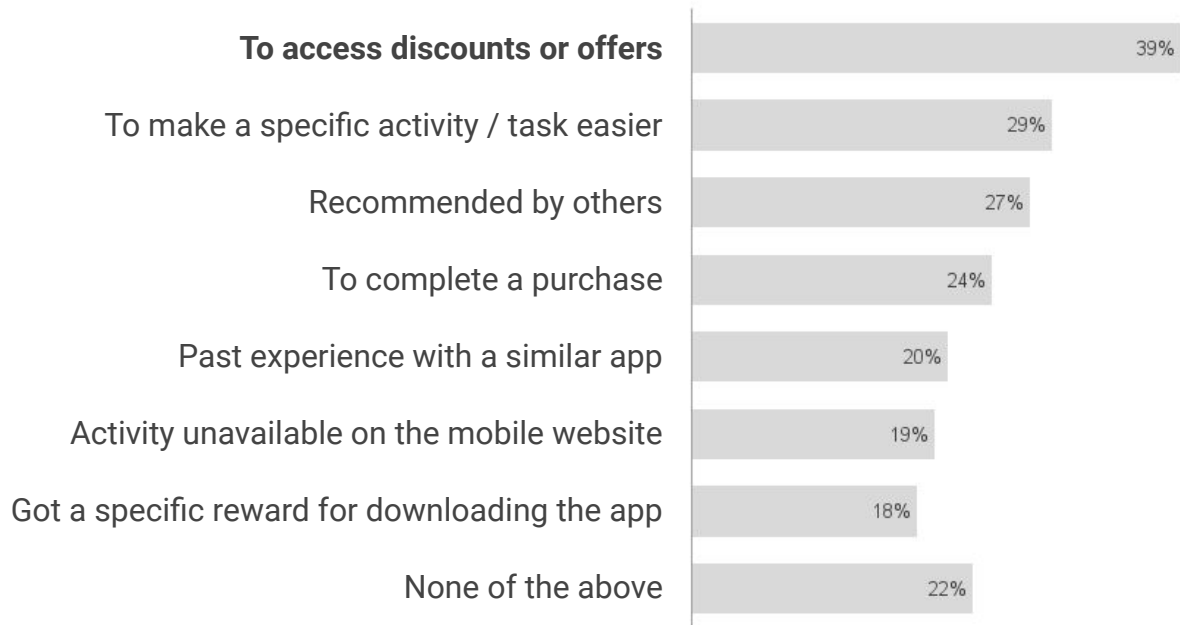 To access discounts or offers 39%
To make a specific activity / task easier 29%
Recommended by others 27%
To complete a purchase 24%
Past experience with a similar app 20%
Activity unavailable on the mobile website 19%
Got a specific reward for downloading the app 18%
None of the above 22%